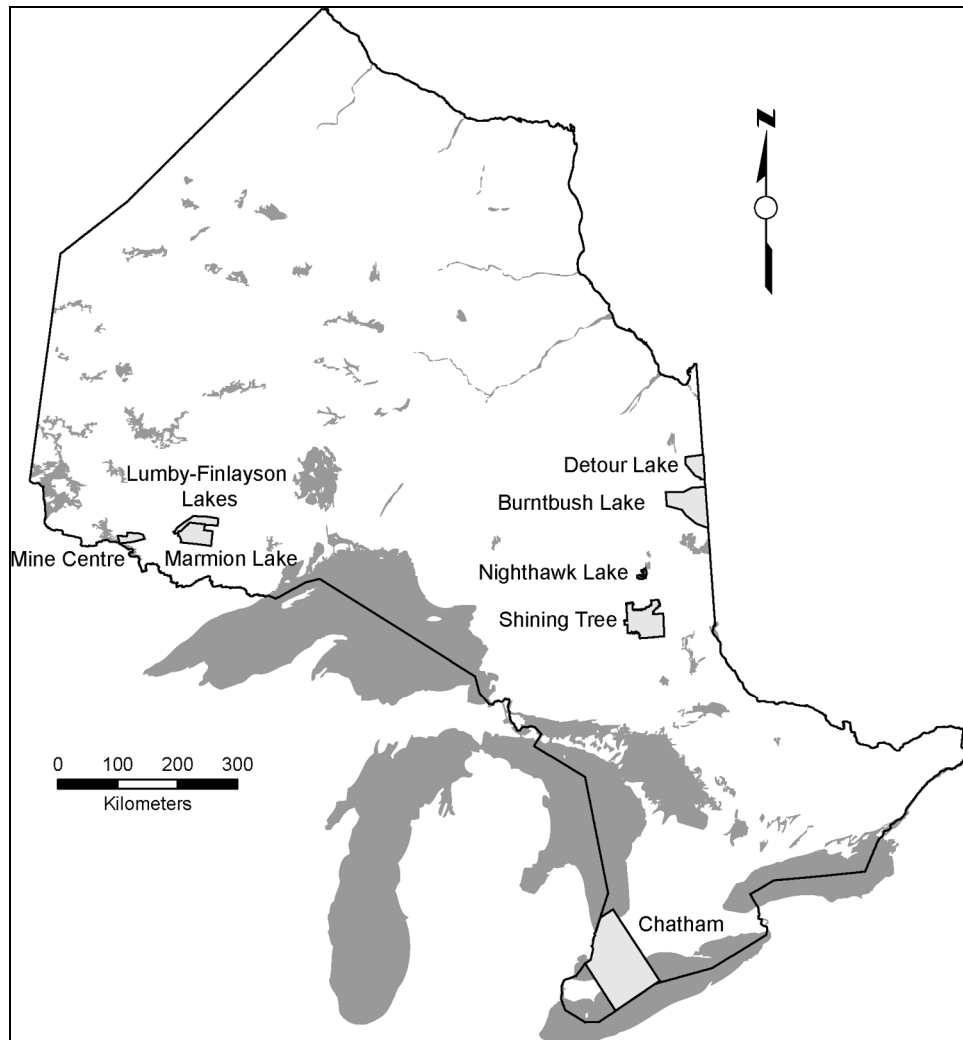 N
Detour Lake
Lumby-Finlayson
Lakes
Burntbush Lake
Mine Centre
Marmion Lake
Nighthawk Lake
Shining Tree
0 100 200 300
Kilometers
Chatham